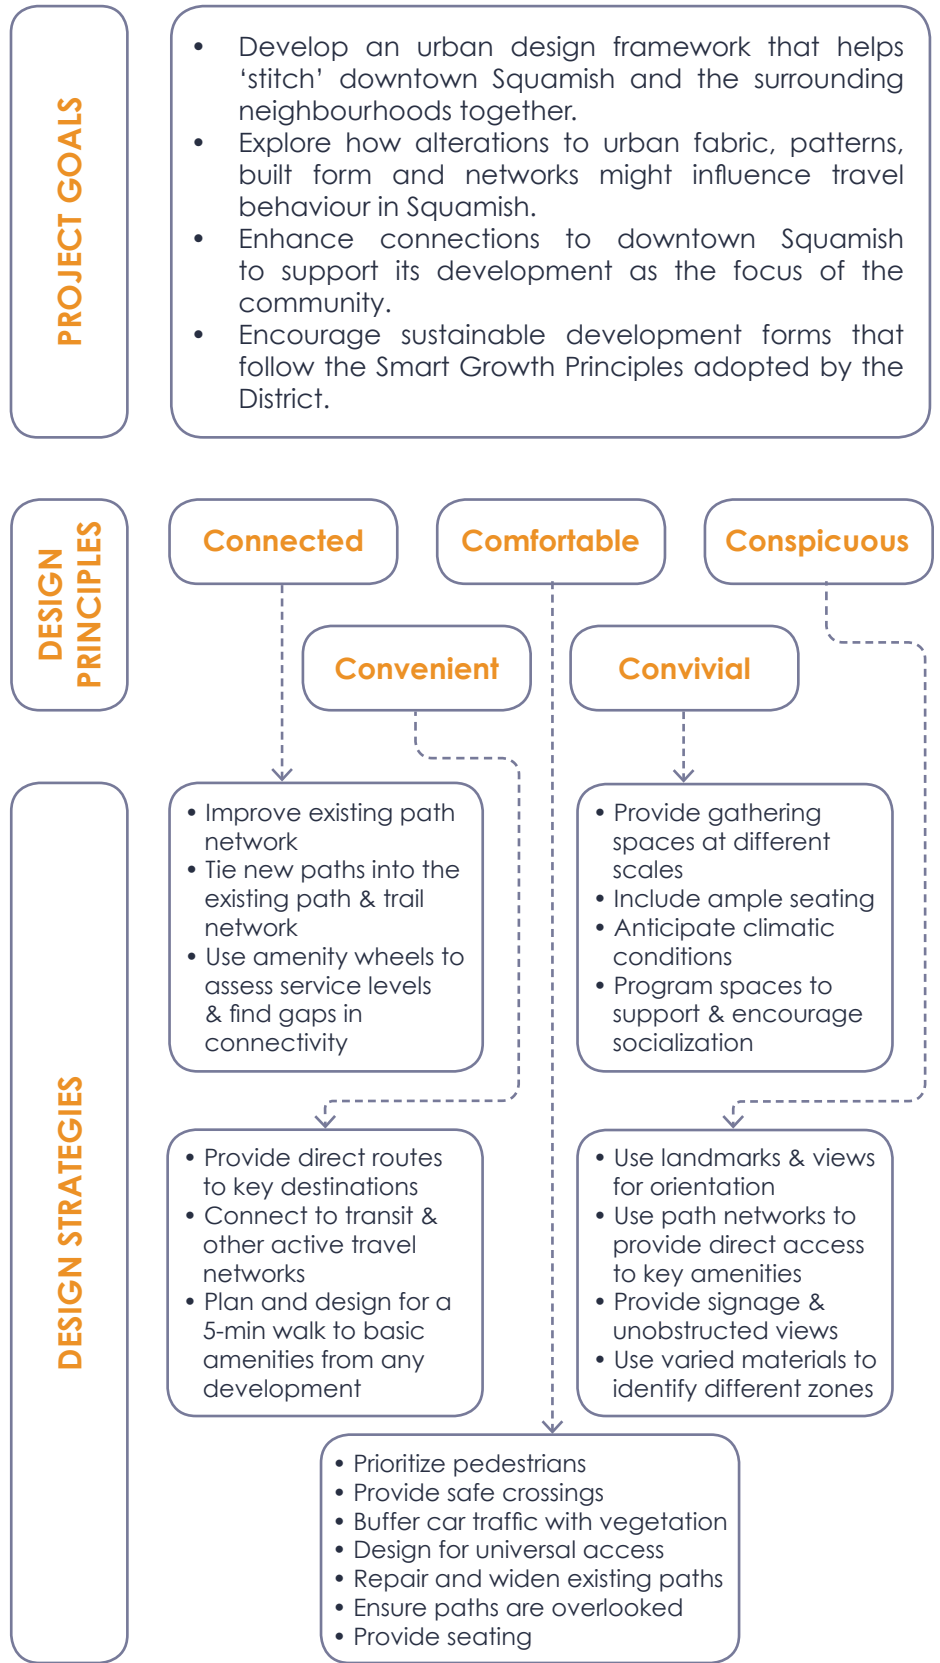 PROJECT GOALS
• Develop an urban design framework that helps
‘stitch’ downtown Squamish and the surrounding
neighbourhoods together.
• Explore how alterations to urban fabric, patterns,
built form and networks might influence travel
behaviour in Squamish.
• Enhance connections to downtown Squamish
to support its development as the focus of the
community.
• Encourage sustainable development forms that
follow the Smart Growth Principles adopted by the
District.
DESIGN
PRINCIPLES
Connected
Comfortable
Conspicuous
Convenient
Convivial
DESIGN STRATEGIES
• Improve existing path
network
• Tie new paths into the
existing path & trail
network
• Use amenity wheels to
assess service levels
& find gaps in
connectivity
• Provide gathering
spaces at different
scales
• Include ample seating
• Anticipate climatic
conditions
• Program spaces to
support & encourage
socialization
• Provide direct routes
to key destinations
• Connect to transit &
other active travel
networks
• Plan and design for a
5-min walk to basic
amenities from any
development
• Use landmarks & views
for orientation
• Use path networks to
provide direct access
to key amenities
• Provide signage &
unobstructed views
• Use varied materials to
identify different zones
• Prioritize pedestrians
• Provide safe crossings
• Buffer car traffic with vegetation
• Design for universal access
• Repair and widen existing paths
• Ensure paths are overlooked
• Provide seating